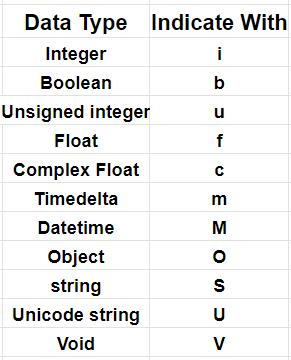 Data Type Indicate With
Integer i
Boolean b
Unsigned integer u
Float f
Complex Float c
Timedelta m
Datetime M
Object O
string S
Unicode string U
Void V